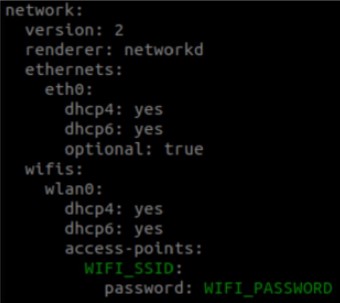 network:
  version: 2
  renderer: networkd
  ethernets:
    eth0:
      dhcp4: yes
      dhcp6: yes
      optional: true
  wifis:
    wlan0:
      dhcp4: yes
      dhcp6: yes
      access-points:
        WIFI_SSID:
          password: WIFI_PASSWORD